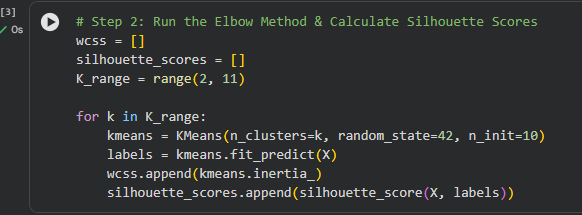 [3]
✓ 0s
# Step 2: Run the Elbow Method & Calculate Silhouette Scores
wcss = []
silhouette_scores = []
K_range = range(2, 11)

for k in K_range:
    kmeans = KMeans(n_clusters=k, random_state=42, n_init=10)
    labels = kmeans.fit_predict(X)
    wcss.append(kmeans.inertia_)
    silhouette_scores.append(silhouette_score(X, labels))